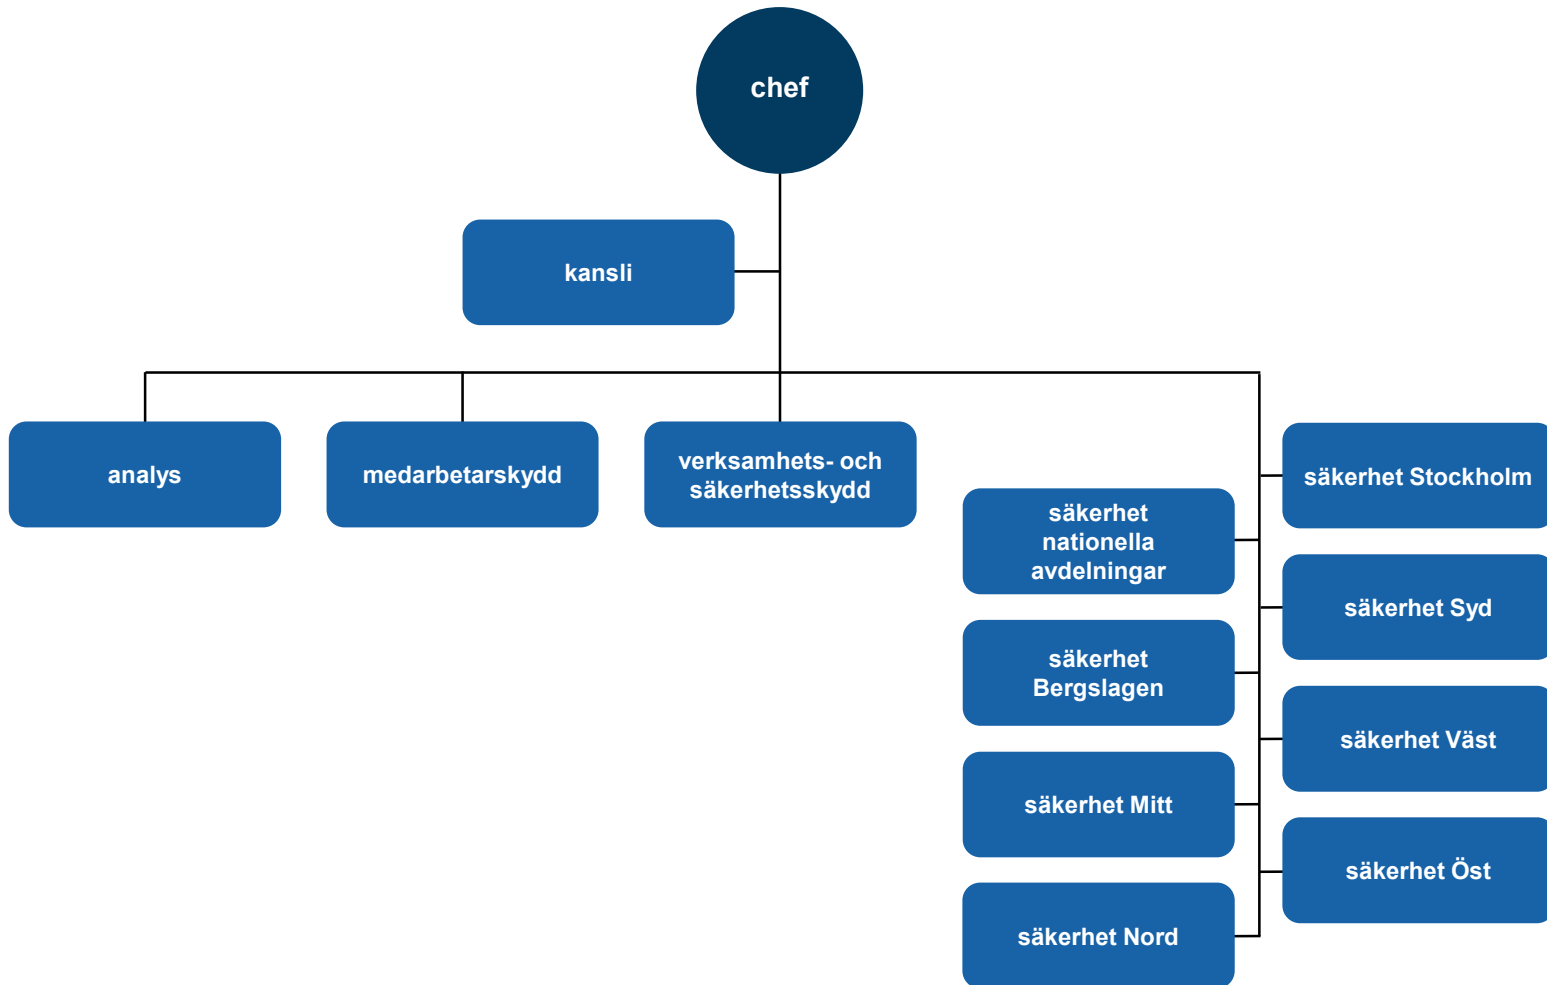 chef
kansli
analys
medarbetarskydd
verksamhets- och
säkerhetsskydd
säkerhet
nationella
avdelningar
säkerhet
Bergslagen
säkerhet Mitt
säkerhet Nord
säkerhet Stockholm
säkerhet Syd
säkerhet Väst
säkerhet Öst